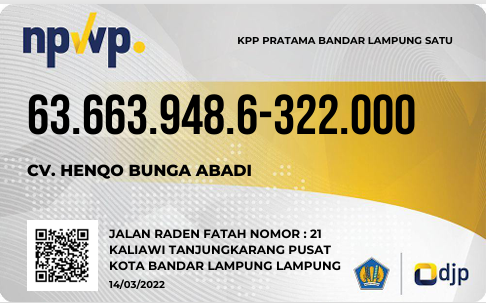 npwp.
KPP PRATAMA BANDAR LAMPUNG SATU
63.663.948.6-322.000
CV. HENQO BUNGA ABADI
JALAN RADEN FATAH NOMOR : 21
KALIAWI TANJUNGKARANG PUSAT
KOTA BANDAR LAMPUNG LAMPUNG
14/03/2022
djp